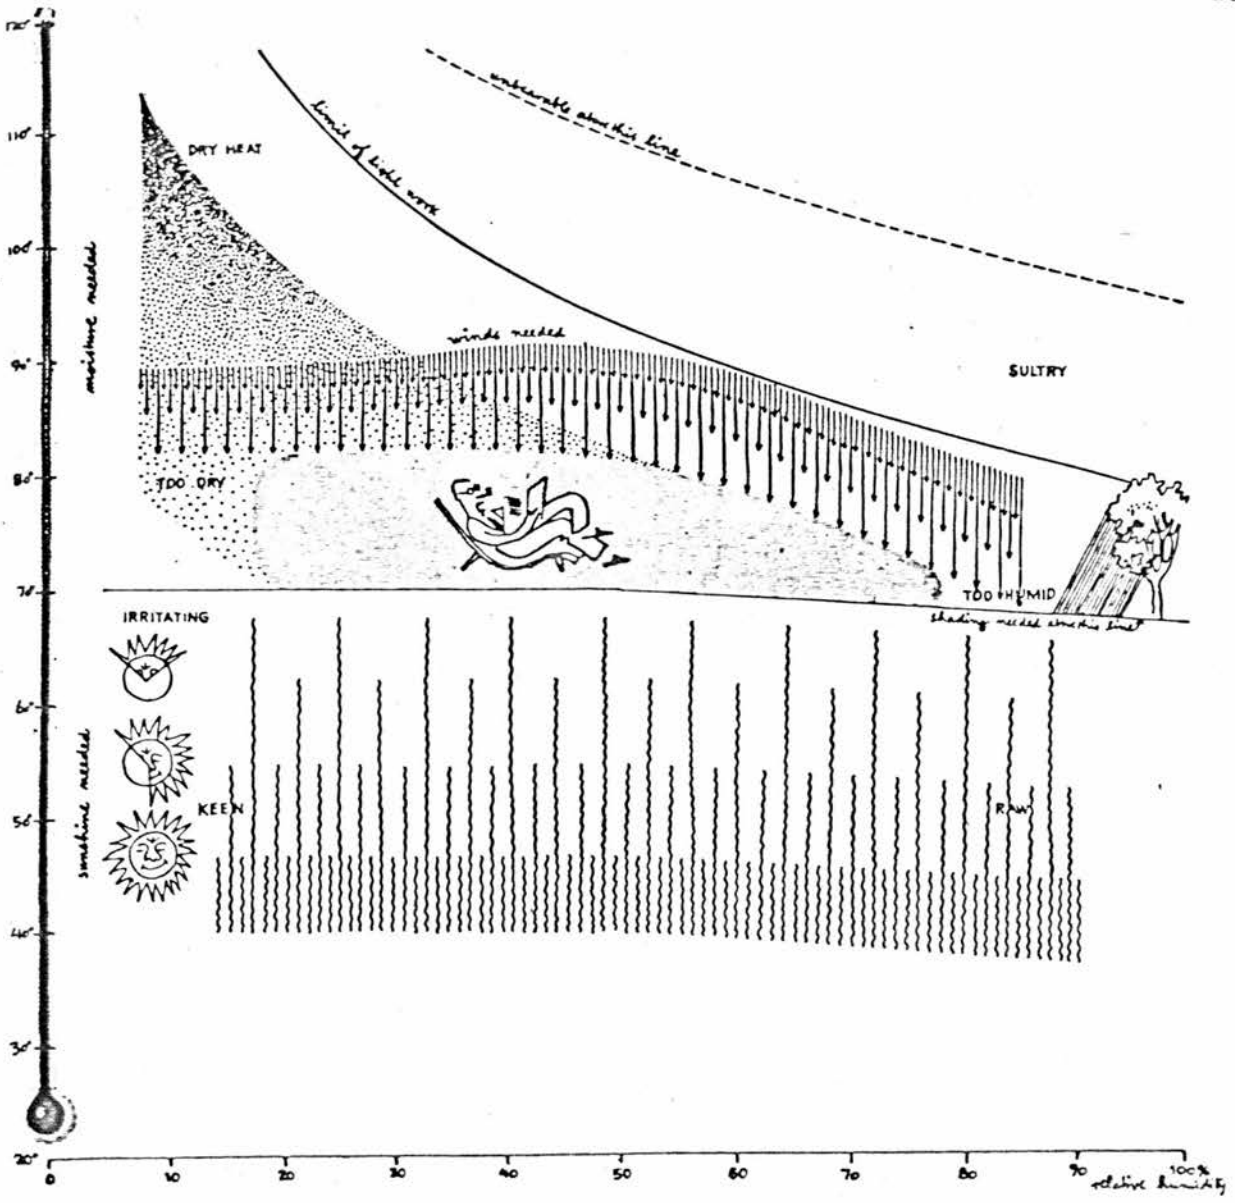 120°
110°
100°
90°
80°
70°
60°
50°
40°
30°
20°
moisture needed
sunshine needed
unbearable above this line
limit of light work
DRY HEAT
winds needed
SULTRY
TOO DRY
TOO HUMID
shading needed above this line
IRRITATING
KEEN
RAW
0 10 20 30 40 50 60 70 80 90 100%
relative humidity